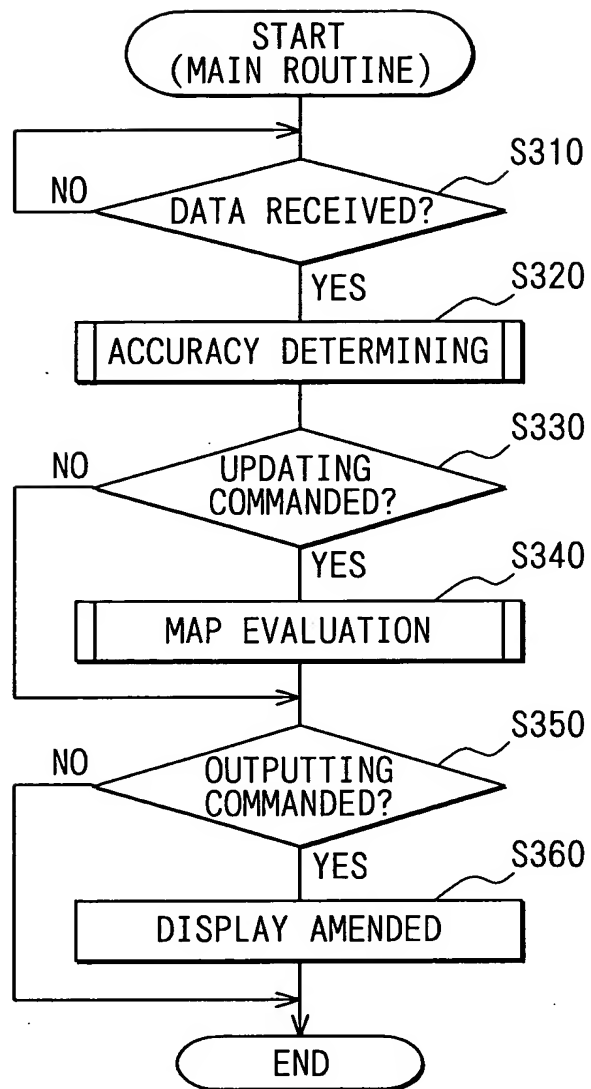 START
(MAIN ROUTINE)
S310
NO
DATA RECEIVED?
YES
S320
ACCURACY DETERMINING
S330
NO
UPDATING
COMMANDED?
YES
S340
MAP EVALUATION
S350
NO
OUTPUTTING
COMMANDED?
YES
S360
DISPLAY AMENDED
END